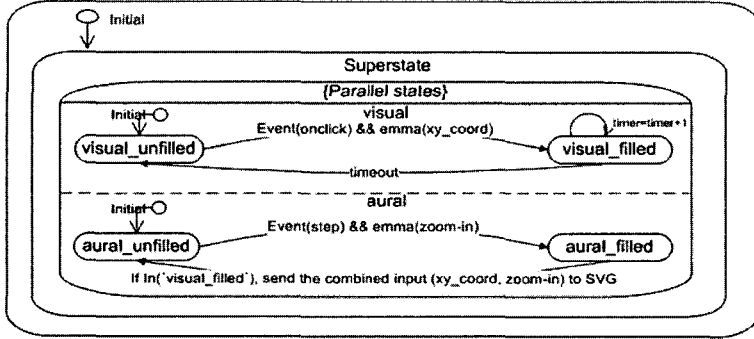 Initial
Superstate
{Parallel states}
visual
Initial
Event(onclick) && emma(xy_coord)
timer=timer+1
visual_unfilled
visual_filled
timeout
aural
Initial
Event(step) && emma(zoom-in)
aural_unfilled
aural_filled
If In(`visual_filled`), send the combined input (xy_coord, zoom-in) to SVG